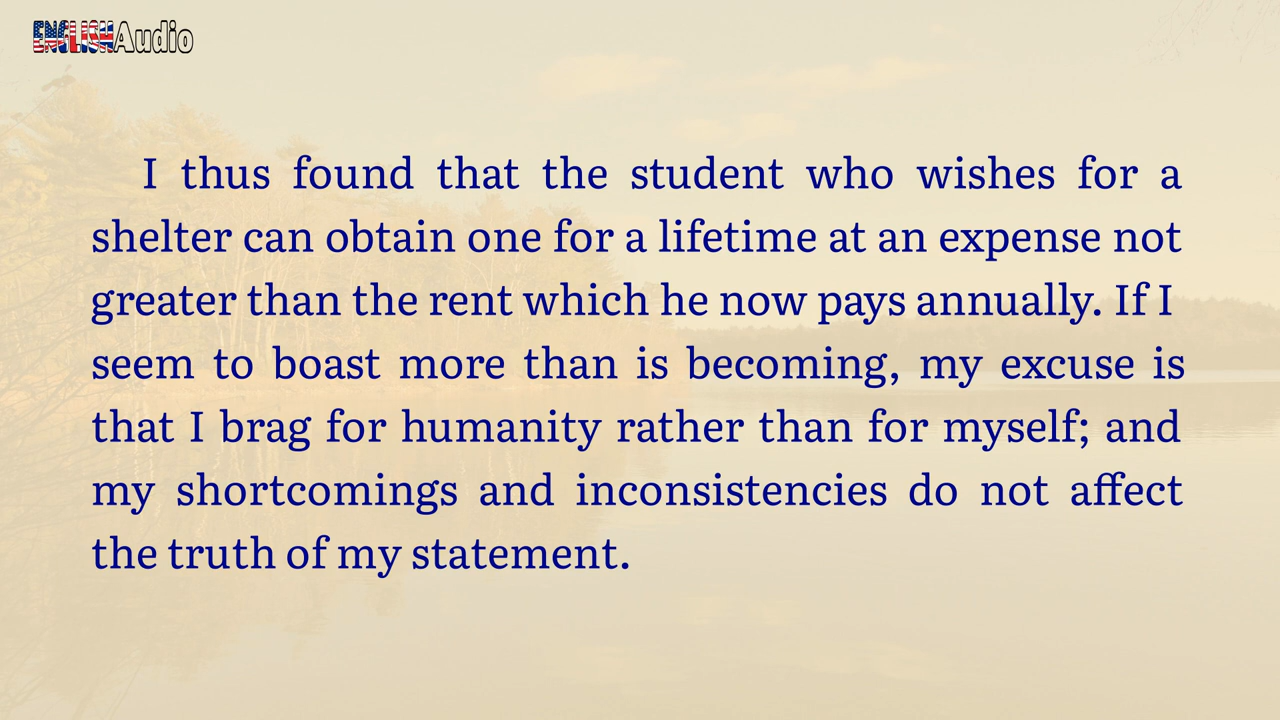 ENGLISHAudio
I thus found that the student who wishes for a
shelter can obtain one for a lifetime at an expense not
greater than the rent which he now pays annually. If I
seem to boast more than is becoming, my excuse is
that I brag for humanity rather than for myself; and
my shortcomings and inconsistencies do not affect
the truth of my statement.